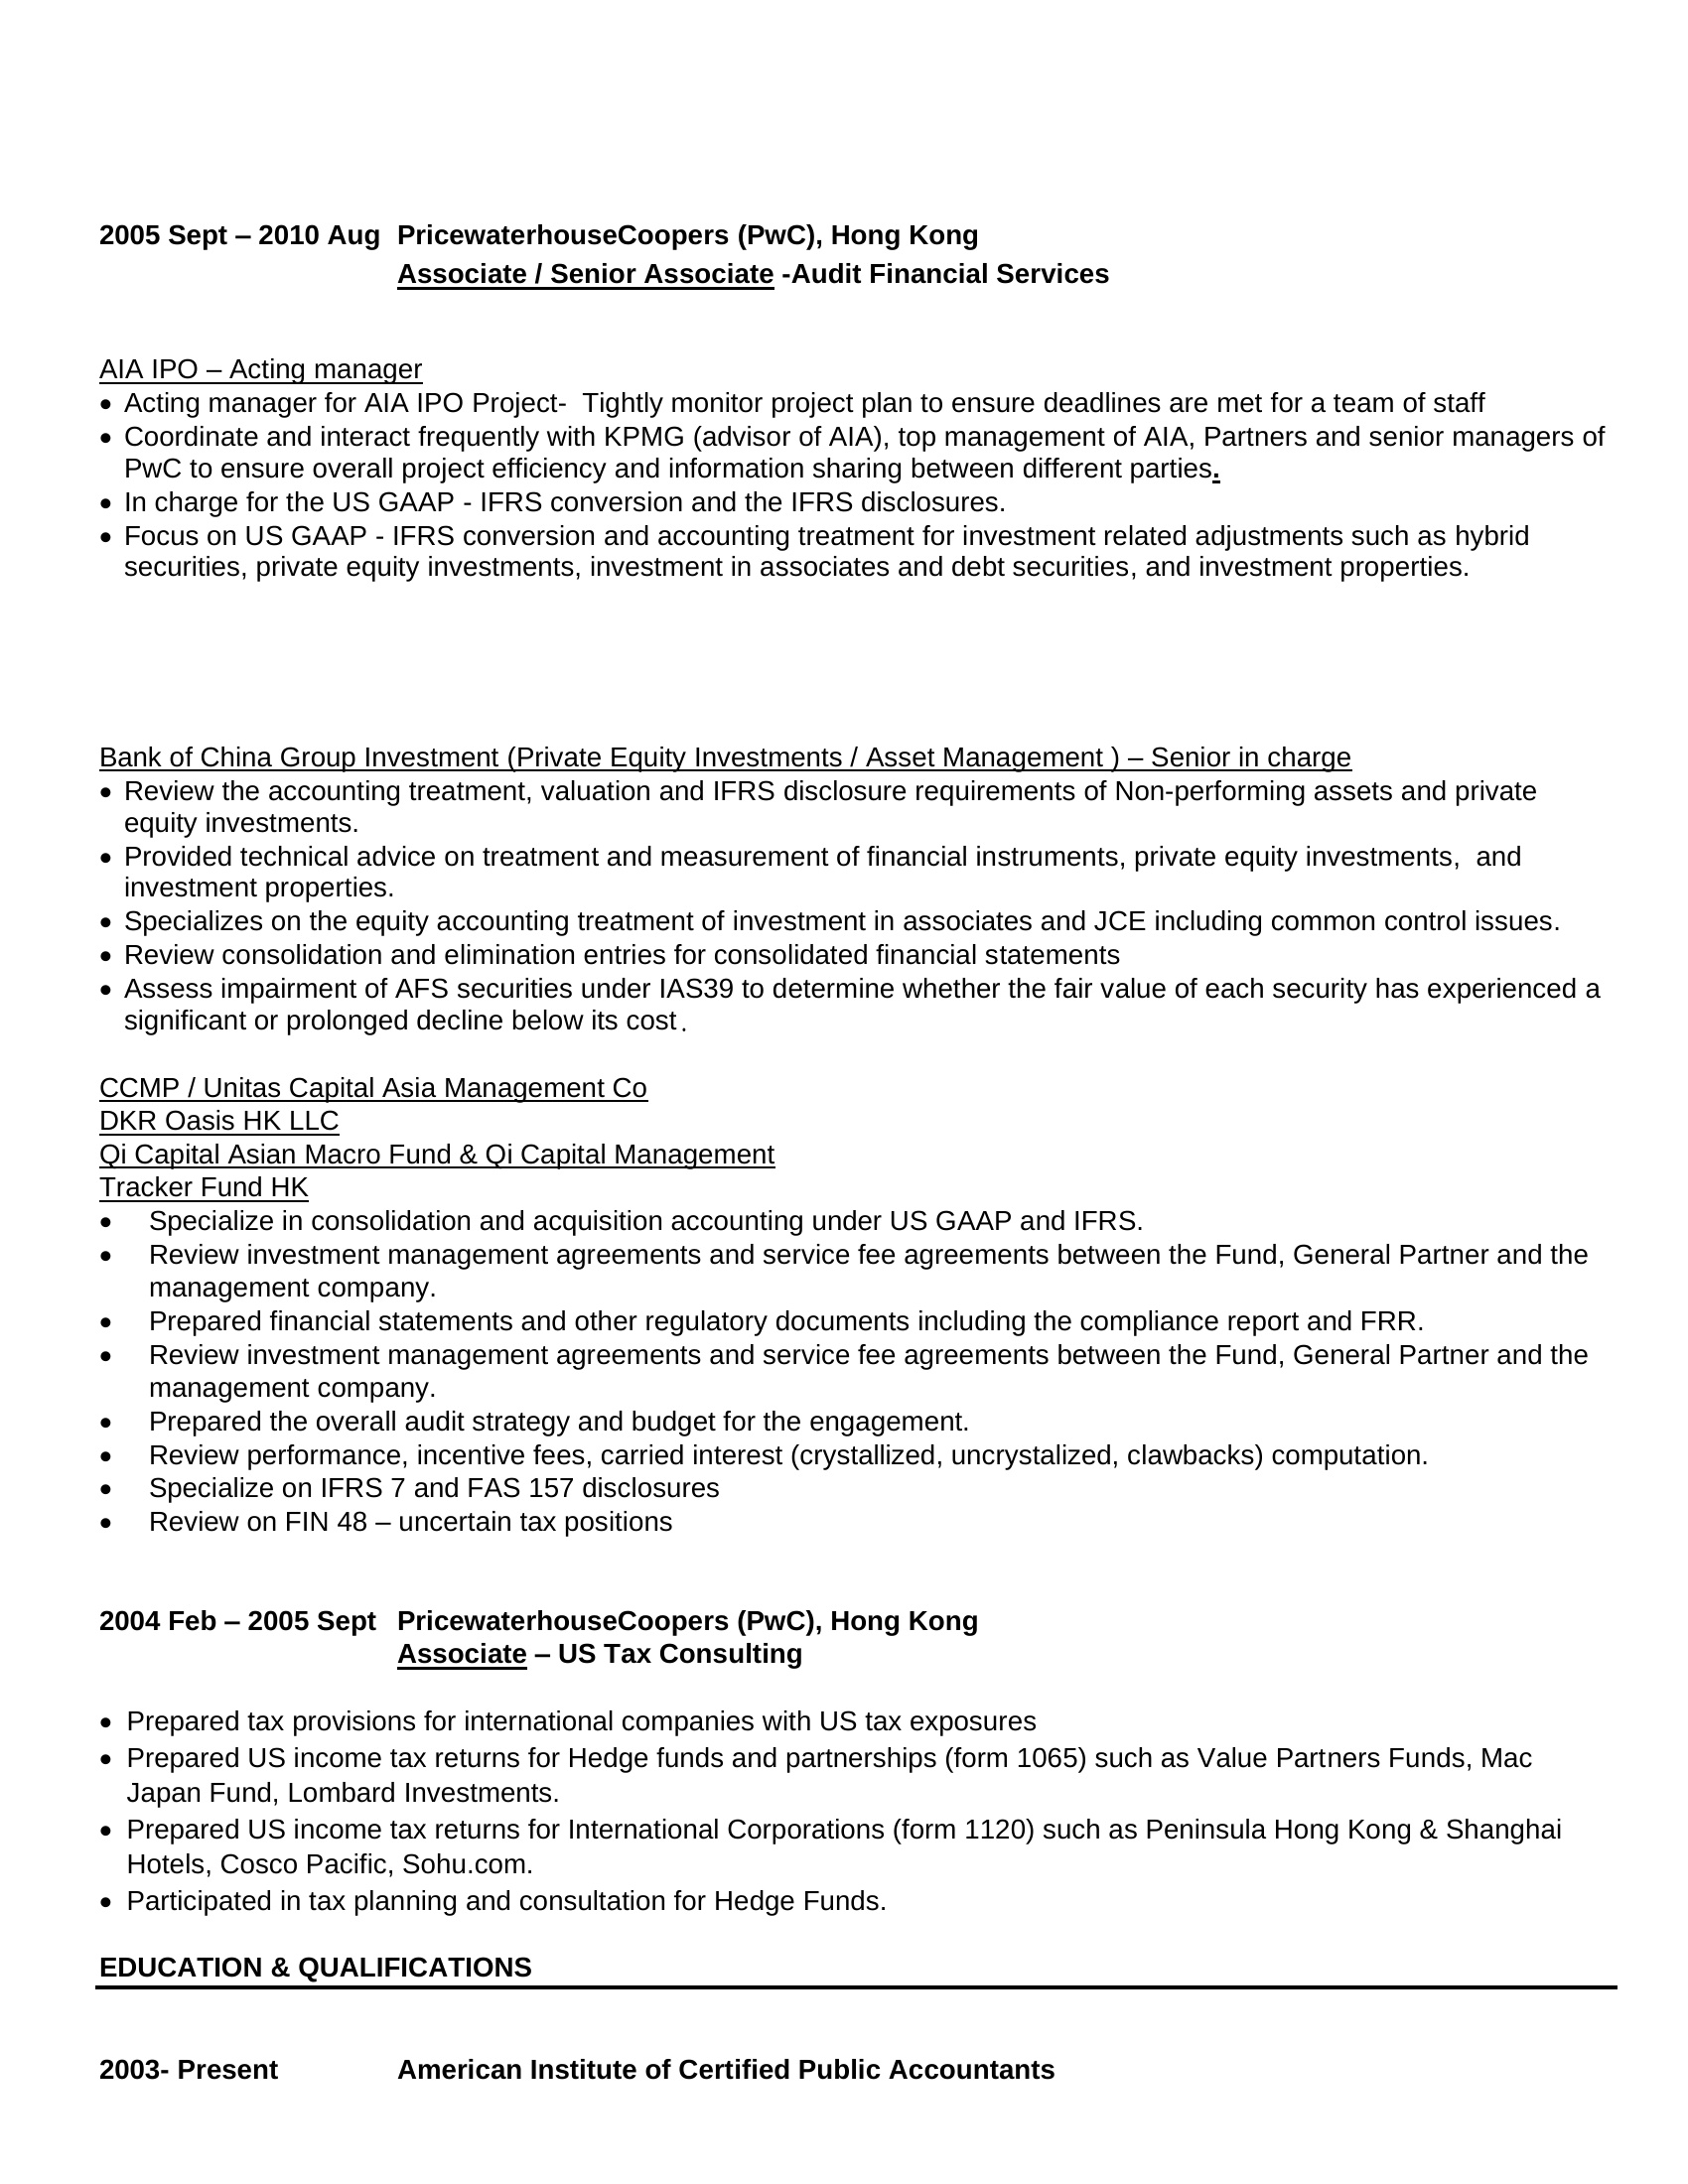 2005 Sept – 2010 Aug PricewaterhouseCoopers (PwC), Hong Kong
Associate / Senior Associate -Audit Financial Services
AIA IPO – Acting manager
• Acting manager for AIA IPO Project-  Tightly monitor project plan to ensure deadlines are met for a team of staff
• Coordinate and interact frequently with KPMG (advisor of AIA), top management of AIA, Partners and senior managers of
PwC to ensure overall project efficiency and information sharing between different parties.
• In charge for the US GAAP - IFRS conversion and the IFRS disclosures.
• Focus on US GAAP - IFRS conversion and accounting treatment for investment related adjustments such as hybrid
securities, private equity investments, investment in associates and debt securities, and investment properties.
Bank of China Group Investment (Private Equity Investments / Asset Management ) – Senior in charge
• Review the accounting treatment, valuation and IFRS disclosure requirements of Non-performing assets and private
equity investments.
• Provided technical advice on treatment and measurement of financial instruments, private equity investments,  and
investment properties.
• Specializes on the equity accounting treatment of investment in associates and JCE including common control issues.
• Review consolidation and elimination entries for consolidated financial statements
• Assess impairment of AFS securities under IAS39 to determine whether the fair value of each security has experienced a
significant or prolonged decline below its cost .
CCMP / Unitas Capital Asia Management Co
DKR Oasis HK LLC
Qi Capital Asian Macro Fund & Qi Capital Management
Tracker Fund HK
• Specialize in consolidation and acquisition accounting under US GAAP and IFRS.
• Review investment management agreements and service fee agreements between the Fund, General Partner and the
management company.
• Prepared financial statements and other regulatory documents including the compliance report and FRR.
• Review investment management agreements and service fee agreements between the Fund, General Partner and the
management company.
• Prepared the overall audit strategy and budget for the engagement.
• Review performance, incentive fees, carried interest (crystallized, uncrystalized, clawbacks) computation.
• Specialize on IFRS 7 and FAS 157 disclosures
• Review on FIN 48 – uncertain tax positions
2004 Feb – 2005 Sept PricewaterhouseCoopers (PwC), Hong Kong
Associate – US Tax Consulting
• Prepared tax provisions for international companies with US tax exposures
• Prepared US income tax returns for Hedge funds and partnerships (form 1065) such as Value Partners Funds, Mac
Japan Fund, Lombard Investments.
• Prepared US income tax returns for International Corporations (form 1120) such as Peninsula Hong Kong & Shanghai
Hotels, Cosco Pacific, Sohu.com.
• Participated in tax planning and consultation for Hedge Funds.
EDUCATION & QUALIFICATIONS
2003- Present American Institute of Certified Public Accountants